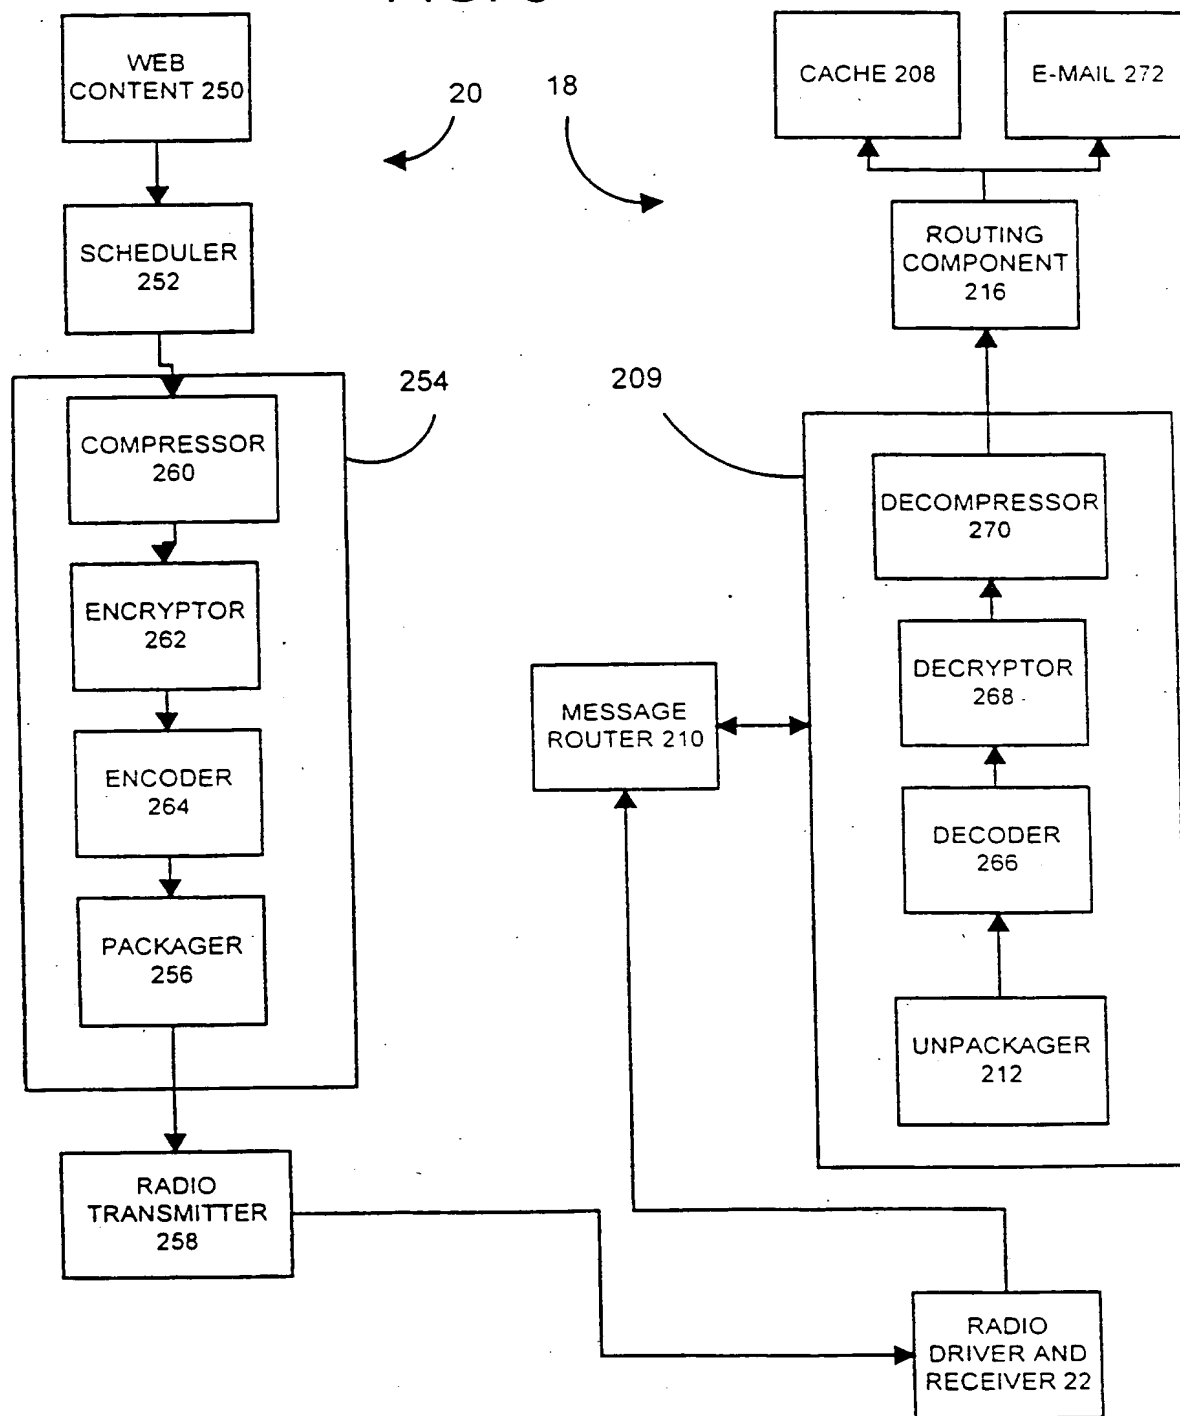 WEB
CONTENT 250
20
18
CACHE 208
E-MAIL 272
SCHEDULER
252
ROUTING
COMPONENT
216
254
209
COMPRESSOR
260
DECOMPRESSOR
270
ENCRYPTOR
262
DECRYPTOR
268
MESSAGE
ROUTER 210
ENCODER
264
DECODER
266
PACKAGER
256
UNPACKAGER
212
RADIO
TRANSMITTER
258
RADIO
DRIVER AND
RECEIVER 22